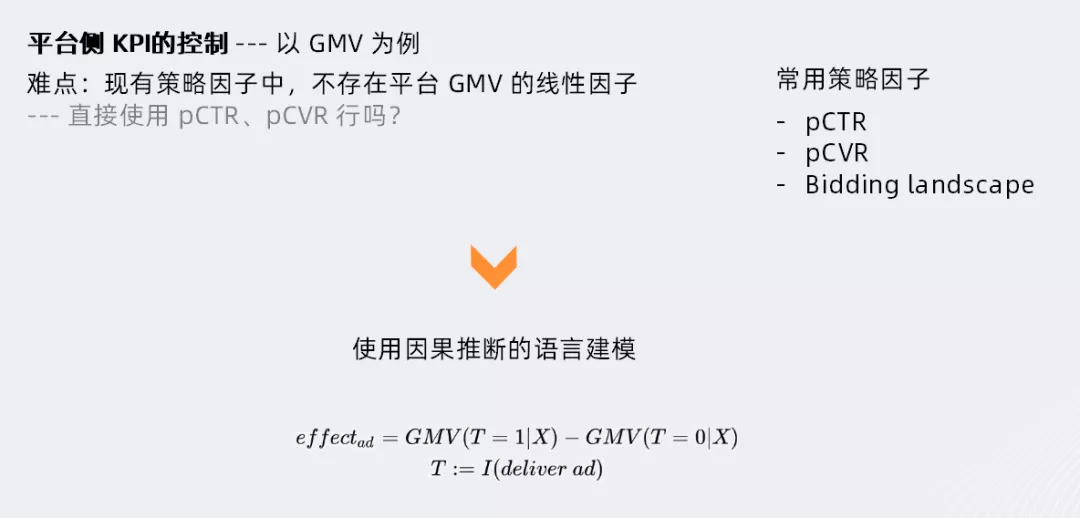 平台侧 KPI的控制 --- 以 GMV 为例
难点：现有策略因子中，不存在平台 GMV 的线性因子
--- 直接使用 pCTR、pCVR 行吗？
常用策略因子
- pCTR
- pCVR
- Bidding landscape
使用因果推断的语言建模
effect_{ad} = GMV(T = 1|X) − GMV(T = 0|X)
T := I(deliver ad)